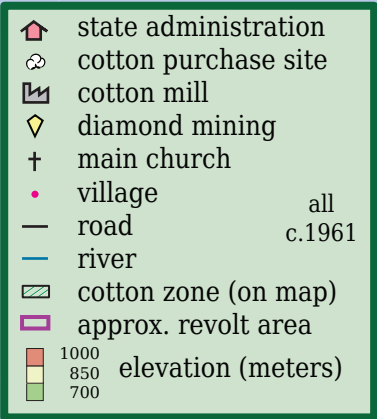 state administration
cotton purchase site
cotton mill
diamond mining
main church
village
road
all
c.1961
river
cotton zone (on map)
approx. revolt area
1000
850
700
elevation (meters)